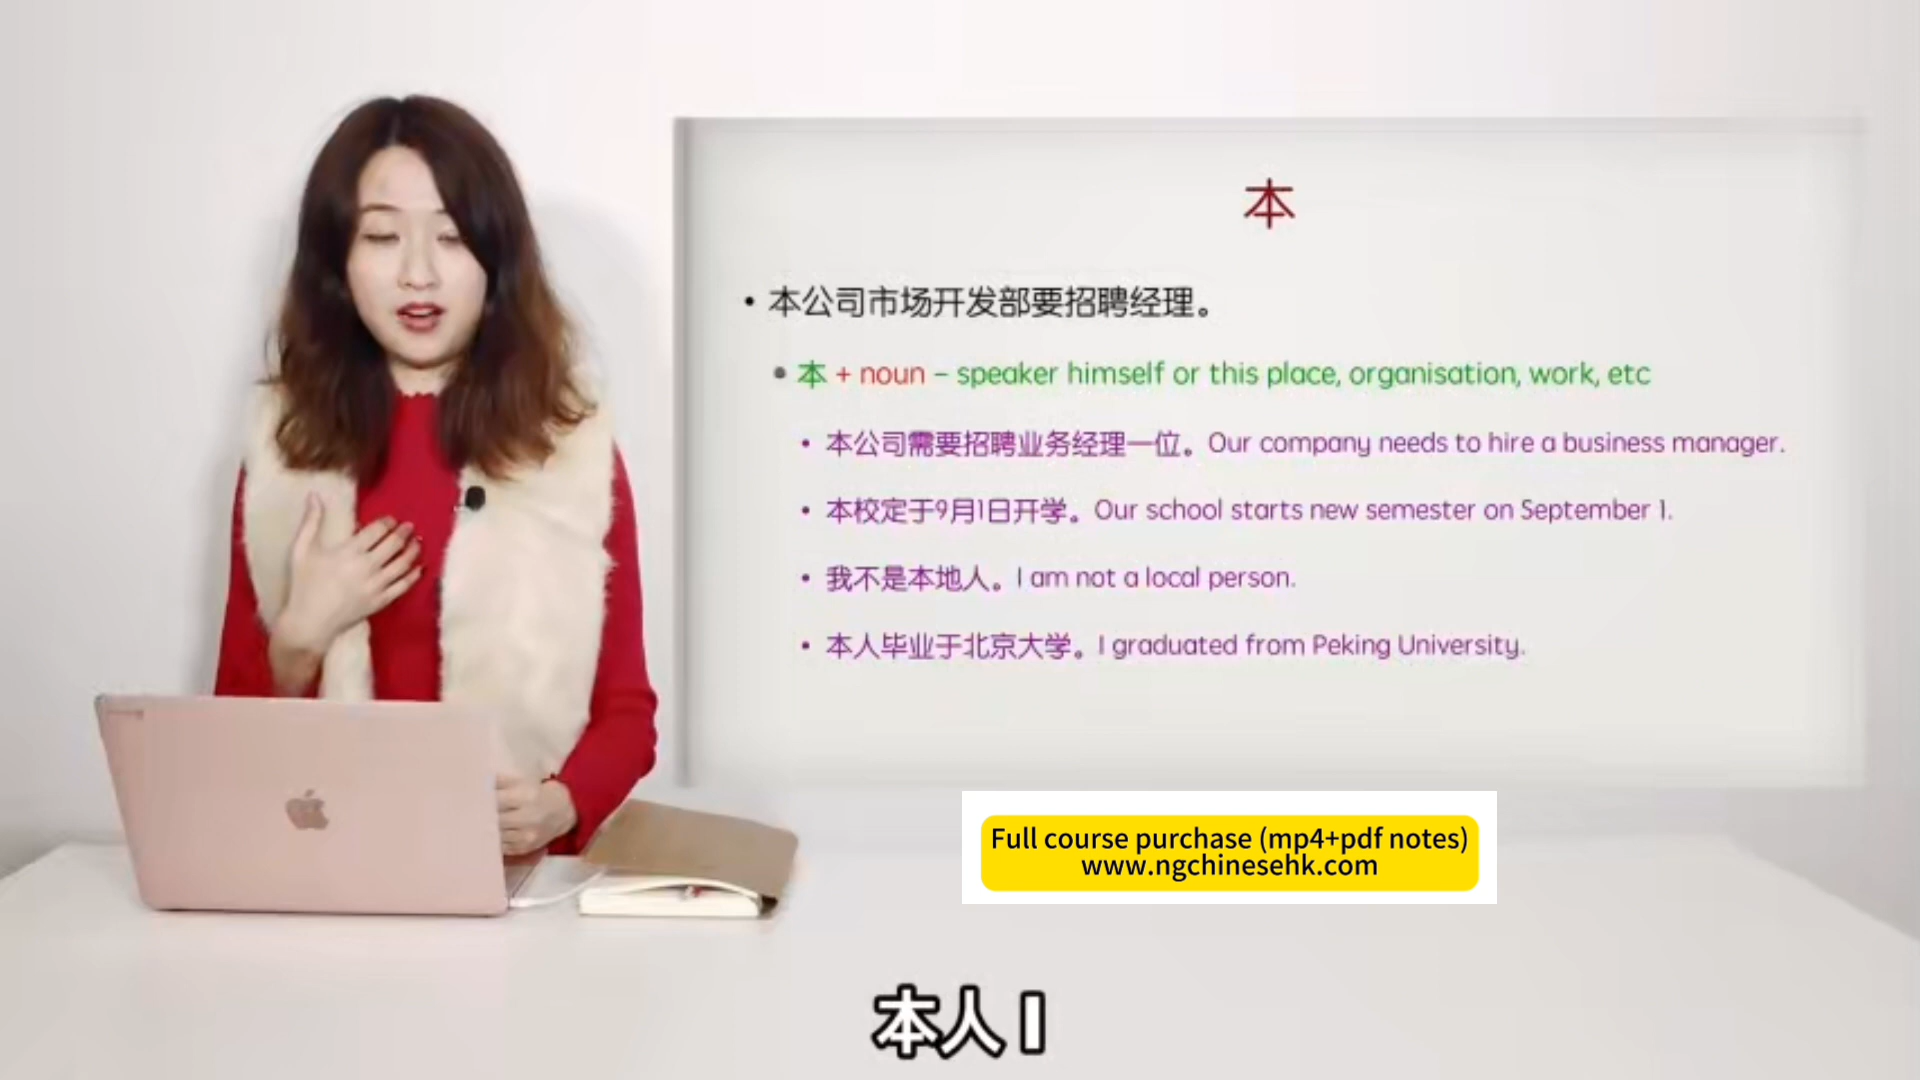 本
• 本公司市场开发部要招聘经理。
• 本 + noun – speaker himself or this place, organisation, work, etc
• 本公司需要招聘业务经理一位。Our company needs to hire a business manager.
• 本校定于9月1日开学。Our school starts new semester on September 1.
• 我不是本地人。I am not a local person.
• 本人毕业于北京大学。I graduated from Peking University.
Full course purchase (mp4+pdf notes)
www.ngchinesehk.com
本人 I